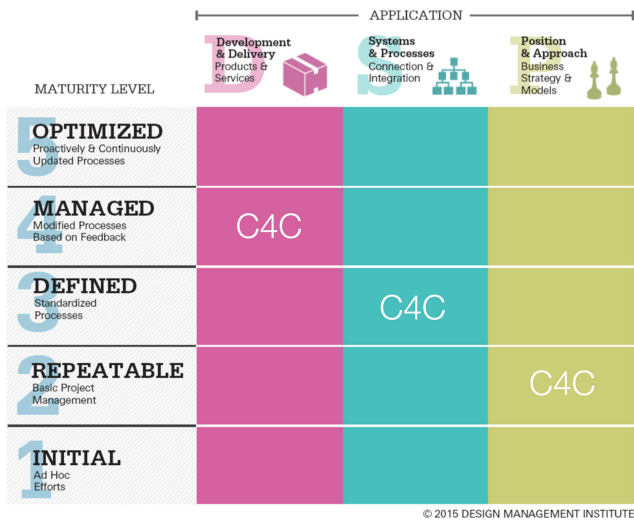 APPLICATION
D
Development
& Delivery
Products &
Services
S
Systems
& Processes
Connection &
Integration
P
Position
& Approach
Business
Strategy &
Models
MATURITY LEVEL
5
OPTIMIZED
Proactively & Continuously
Updated Processes
4
MANAGED
Modified Processes
Based on Feedback
C4C
3
DEFINED
Standardized
Processes
C4C
2
REPEATABLE
Basic Project
Management
C4C
1
INITIAL
Ad Hoc
Efforts
© 2015 DESIGN MANAGEMENT INSTITUTE